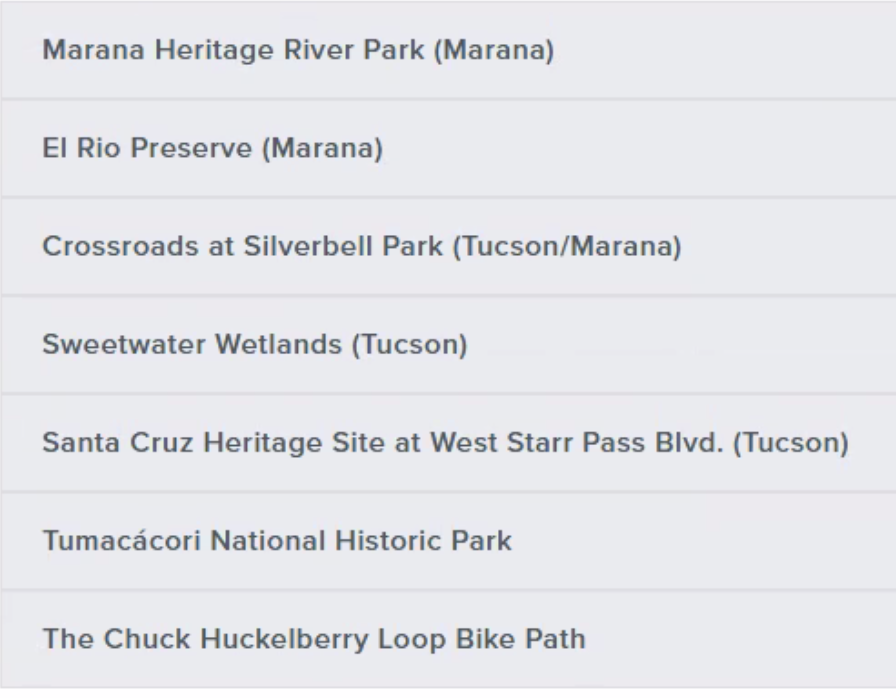 Marana Heritage River Park (Marana)
El Rio Preserve (Marana)
Crossroads at Silverbell Park (Tucson/Marana)
Sweetwater Wetlands (Tucson)
Santa Cruz Heritage Site at West Starr Pass Blvd. (Tucson)
Tumacácori National Historic Park
The Chuck Huckelberry Loop Bike Path